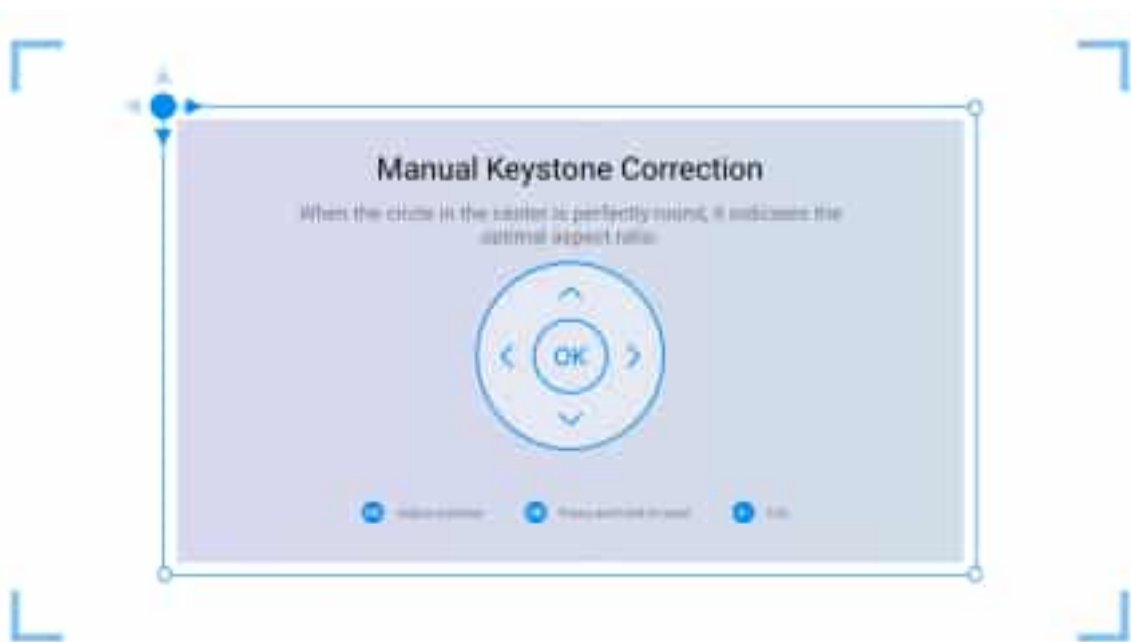 Manual Keystone Correction
When the circle in the center is perfectly round, it indicates the
optimal aspect ratio.
OK